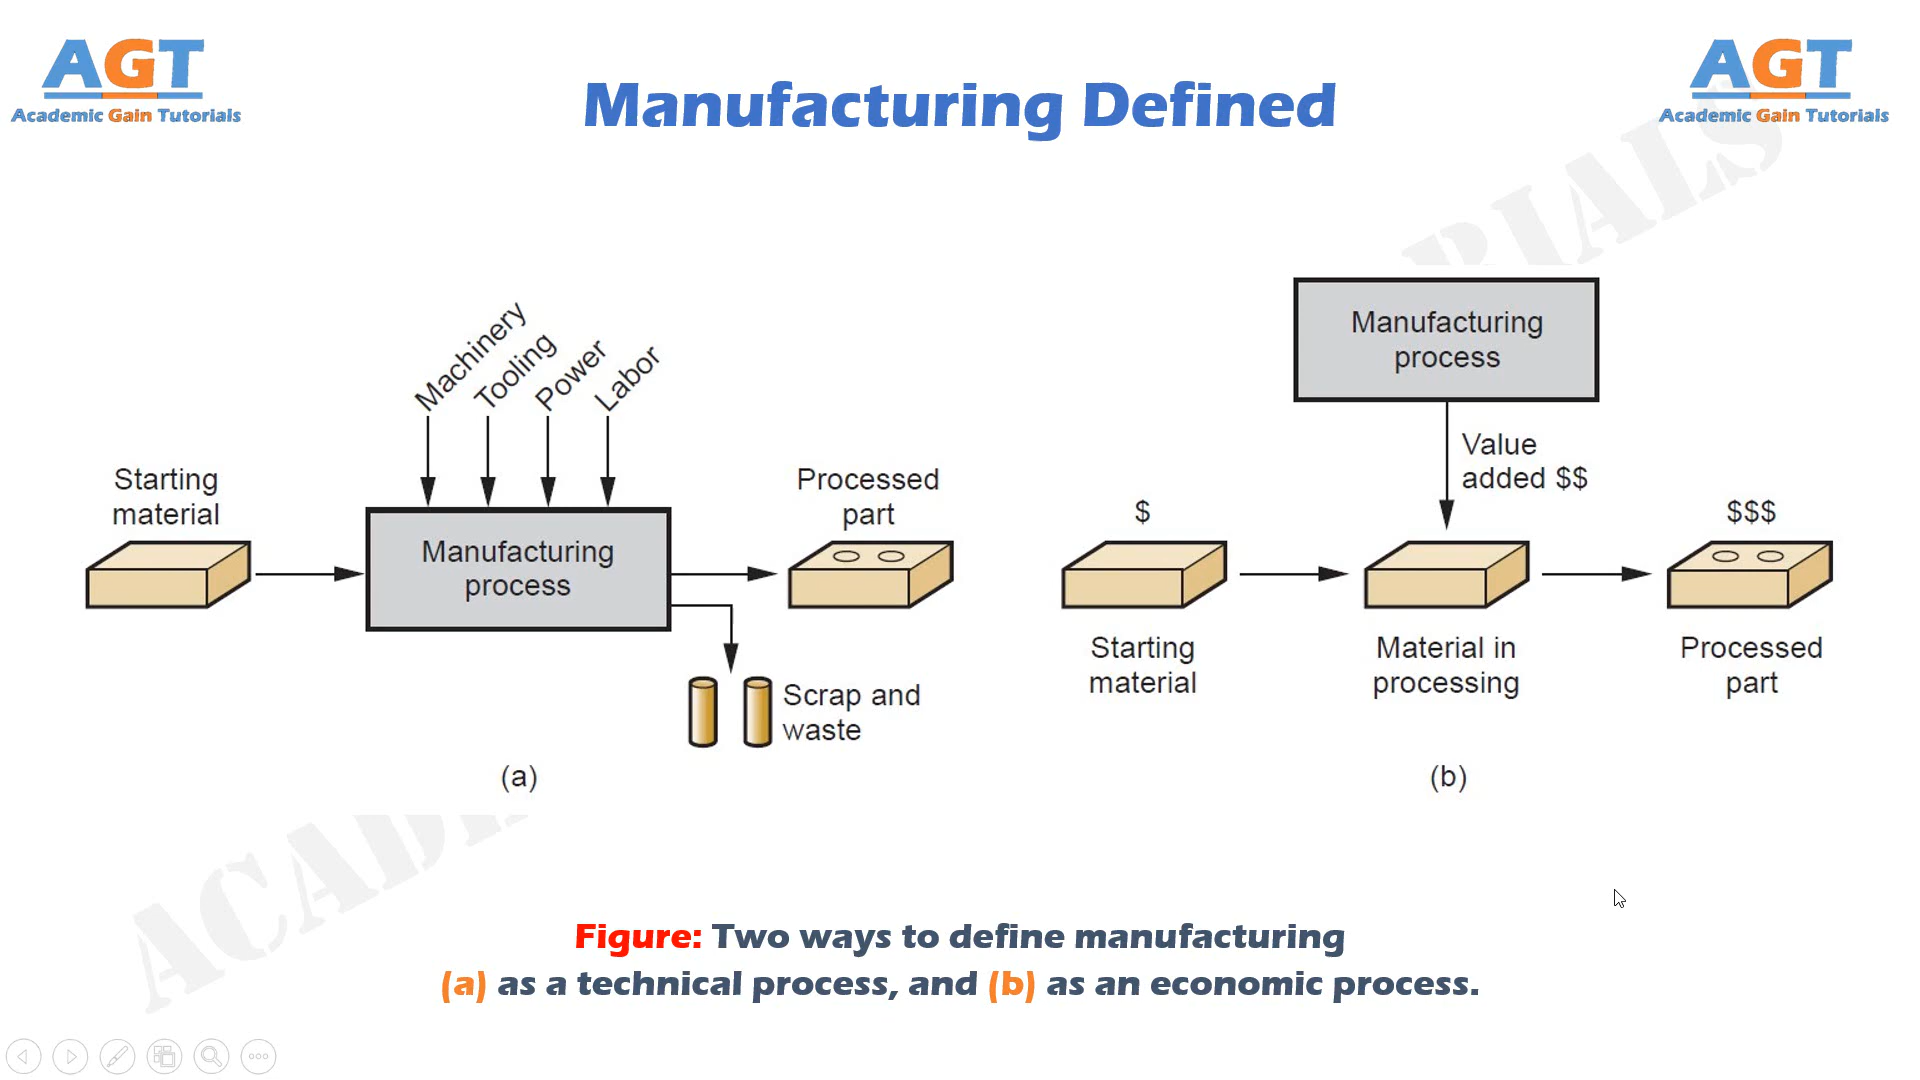 AGT
Academic Gain Tutorials
Manufacturing Defined
AGT
Academic Gain Tutorials
Machinery
Tooling
Power
Labor
Starting
material
Manufacturing
process
Processed
part
Scrap and
waste
(a)
Manufacturing
process
Value
added $$
$
$$$
Starting
material
Material in
processing
Processed
part
(b)
Figure: Two ways to define manufacturing
(a) as a technical process, and (b) as an economic process.